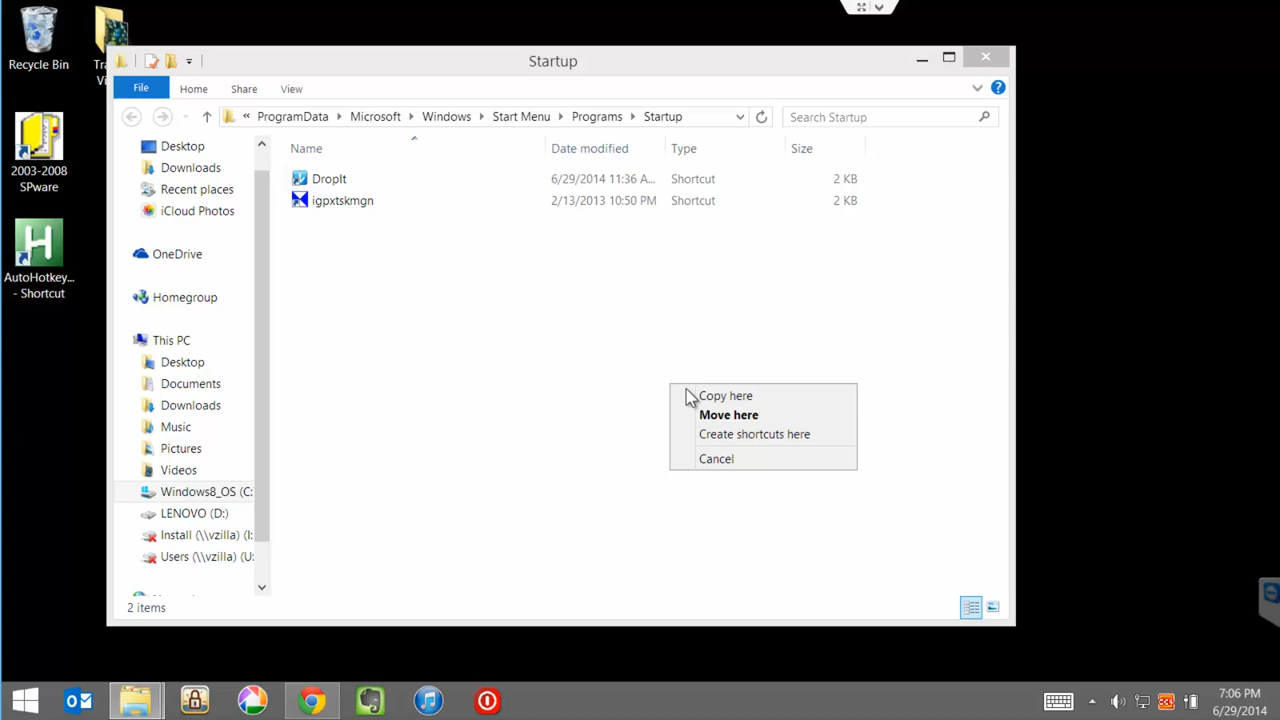 Recycle Bin
Tra
Vi
2003-2008
SPware
AutoHotkey...
- Shortcut
Startup
File
Home
Share
View
« ProgramData Microsoft Windows Start Menu Programs Startup
Search Startup
Name
Date modified
Type
Size
DropIt
6/29/2014 11:36 A...
Shortcut
2 KB
igpxtskmgn
2/13/2013 10:50 PM
Shortcut
2 KB
Desktop
Downloads
Recent places
iCloud Photos
OneDrive
Homegroup
This PC
Desktop
Documents
Downloads
Music
Pictures
Videos
Windows8_OS (C:
LENOVO (D:)
Install (\\vzilla) (I:
Users (\\vzilla) (U:
Copy here
Move here
Create shortcuts here
Cancel
2 items
7:06 PM
6/29/2014